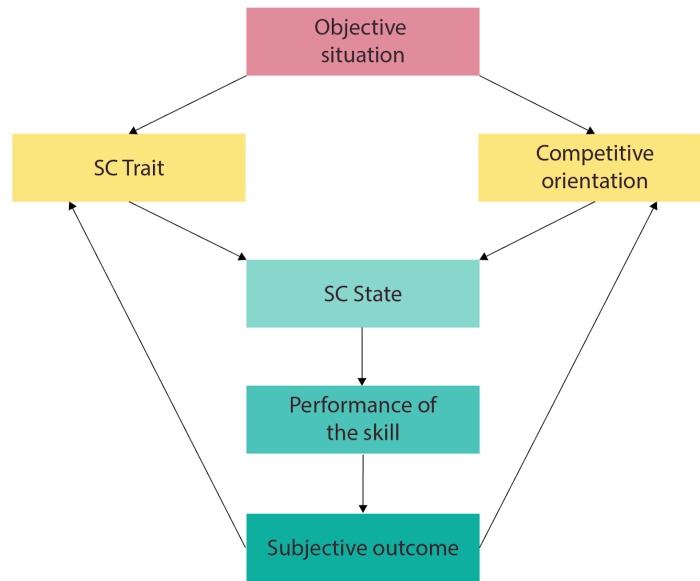 Objective
situation
SC Trait
Competitive
orientation
SC State
Performance of
the skill
Subjective outcome